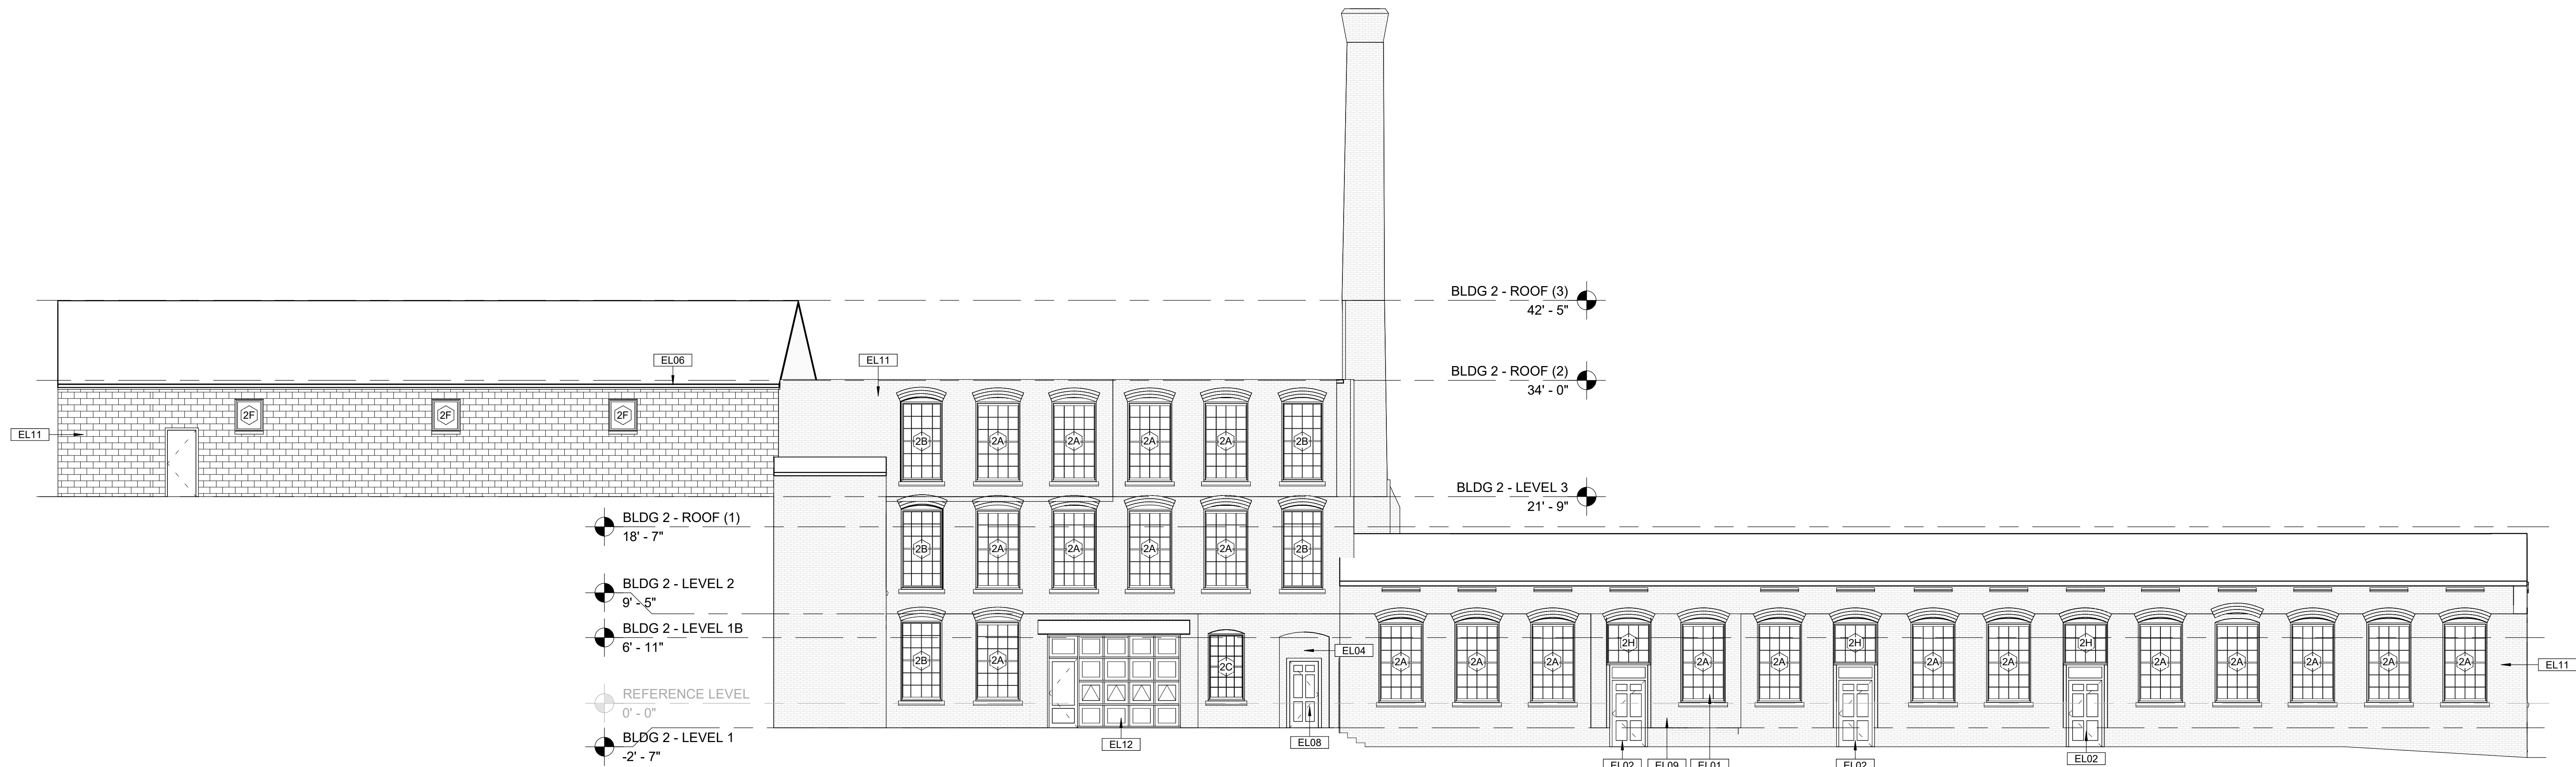 BLDG 2 - ROOF (3)
42' - 5"
EL06
EL11
BLDG 2 - ROOF (2)
34' - 0"
2F
2F
2F
EL11
2B
2A
2A
2A
2A
2B
BLDG 2 - LEVEL 3
21' - 9"
BLDG 2 - ROOF (1)
18' - 7"
2B
2A
2A
2A
2A
2B
BLDG 2 - LEVEL 2
9' - 5"
BLDG 2 - LEVEL 1B
6' - 11"
2H
2H
2H
EL04
2B
2A
2C
2A
2A
2A
2A
2A
2A
2A
2A
2A
2A
2A
2A
EL11
REFERENCE LEVEL
0' - 0"
BLDG 2 - LEVEL 1
-2' - 7"
EL12
EL08
EL02
EL09
EL01
EL02
EL02